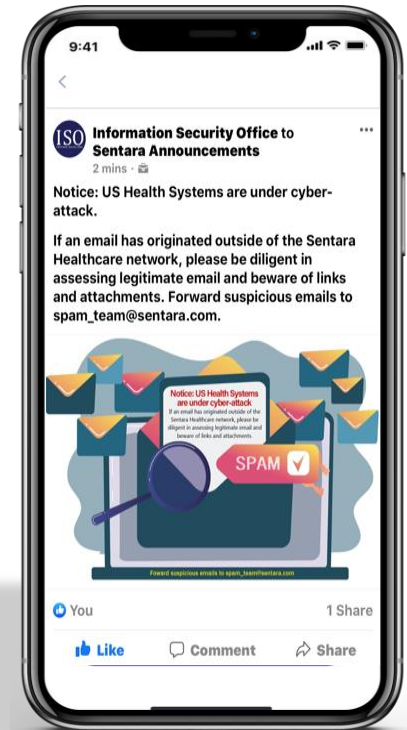 9:41
ISO
Information Security Office to
Sentara Announcements
2 mins ·
Notice: US Health Systems are under cyber-
attack.
If an email has originated outside of the Sentara
Healthcare network, please be diligent in
assessing legitimate email and beware of links
and attachments. Forward suspicious emails to
spam_team@sentara.com.
Notice: US Health Systems
are under cyber-attack
If an email has originated outside of the
Sentara Healthcare network, please be
diligent in assessing legitimate email and
beware of links and attachments.
SPAM
Foward suspicious emails to spam_team@sentara.com
You
1 Share
Like
Comment
Share